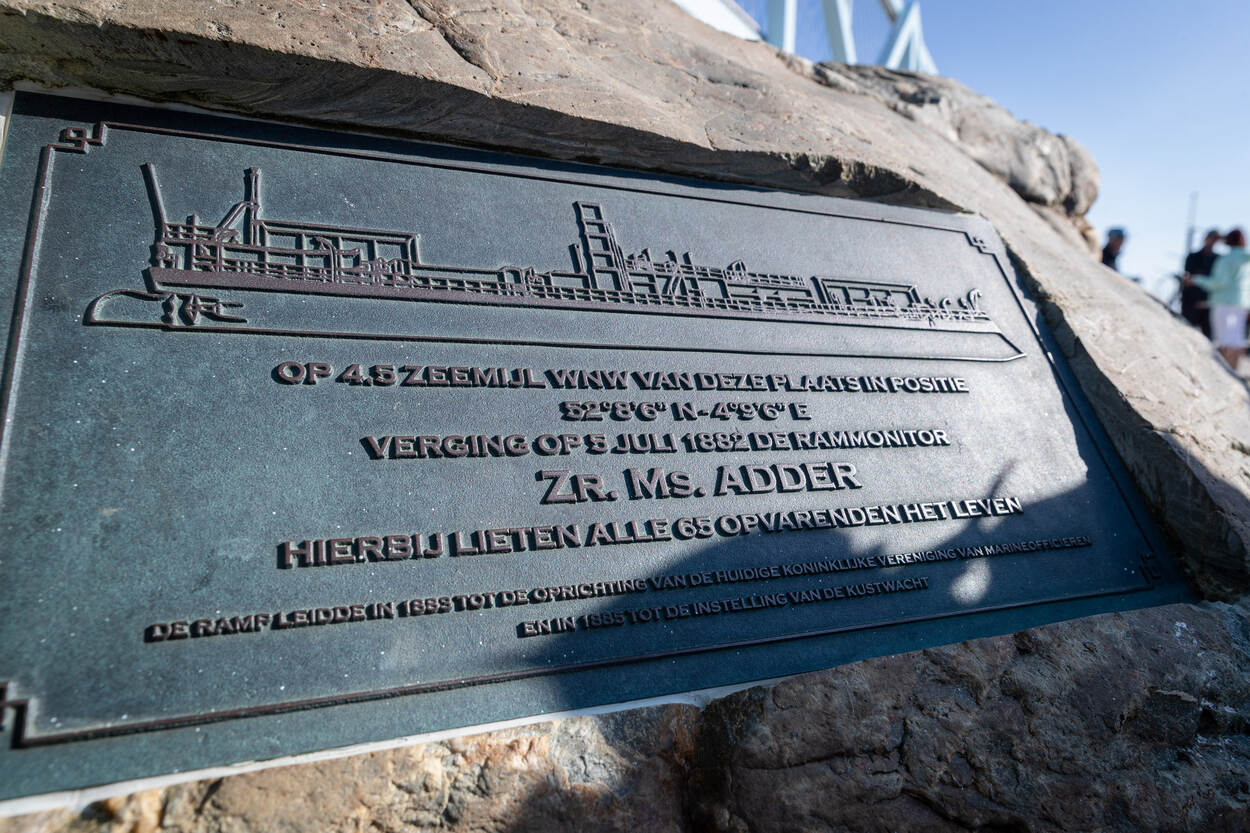 OP 4.5 ZEEMIJL WNW VAN DEZE PLAATS IN POSITIE
52°8'6" N-4°9'6" E
VERGING OP 5 JULI 1882 DE RAMMONITOR
ZR. MS. ADDER
HIERBIJ LIETEN ALLE 65 OPVARENDEN HET LEVEN
DE RAMP LEIDDE IN 1883 TOT DE OPRICHTING VAN DE HUIDIGE KONINKLIJKE VERENIGING VAN MARINEOFFICIEREN
EN IN 1885 TOT DE INSTELLING VAN DE KUSTWACHT